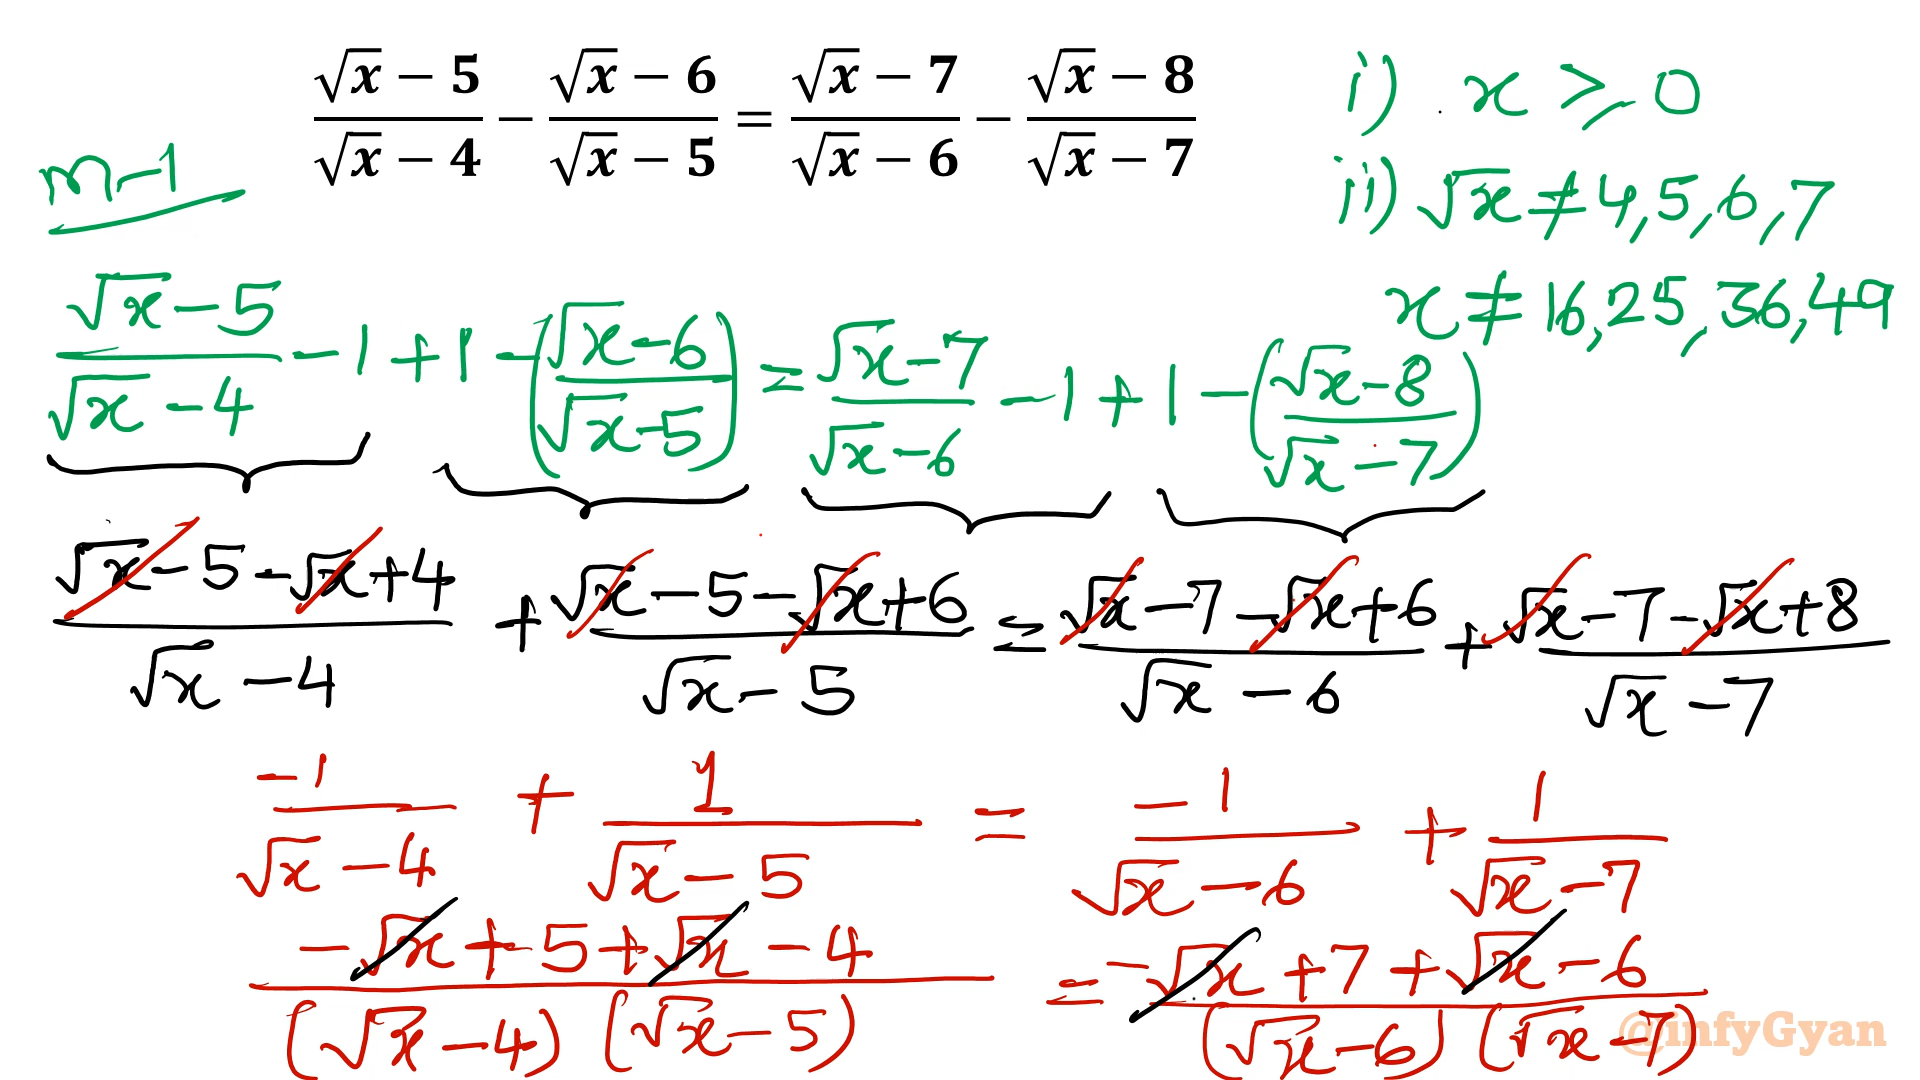 (√x − 5)/(√x − 4) − (√x − 6)/(√x − 5) = (√x − 7)/(√x − 6) − (√x − 8)/(√x − 7)
i) x ⩾ 0
ii) √x ≠ 4,5,6,7
x ≠ 16,25,36,49
m-1
(√x − 5)/(√x − 4) − 1 + 1 − ((√x − 6)/(√x − 5)) = (√x − 7)/(√x − 6) − 1 + 1 − ((√x − 8)/(√x − 7))
(√x − 5 − √x + 4)/(√x − 4) + (√x − 5 − √x + 6)/(√x − 5) = (√x − 7 − √x + 6)/(√x − 6) + (√x − 7 − √x + 8)/(√x − 7)
−1/(√x − 4) + 1/(√x − 5) = −1/(√x − 6) + 1/(√x − 7)
(−√x + 5 + √x − 4)/((√x − 4)(√x − 5)) = (−√x + 7 + √x − 6)/((√x − 6)(√x − 7))
@infyGyan